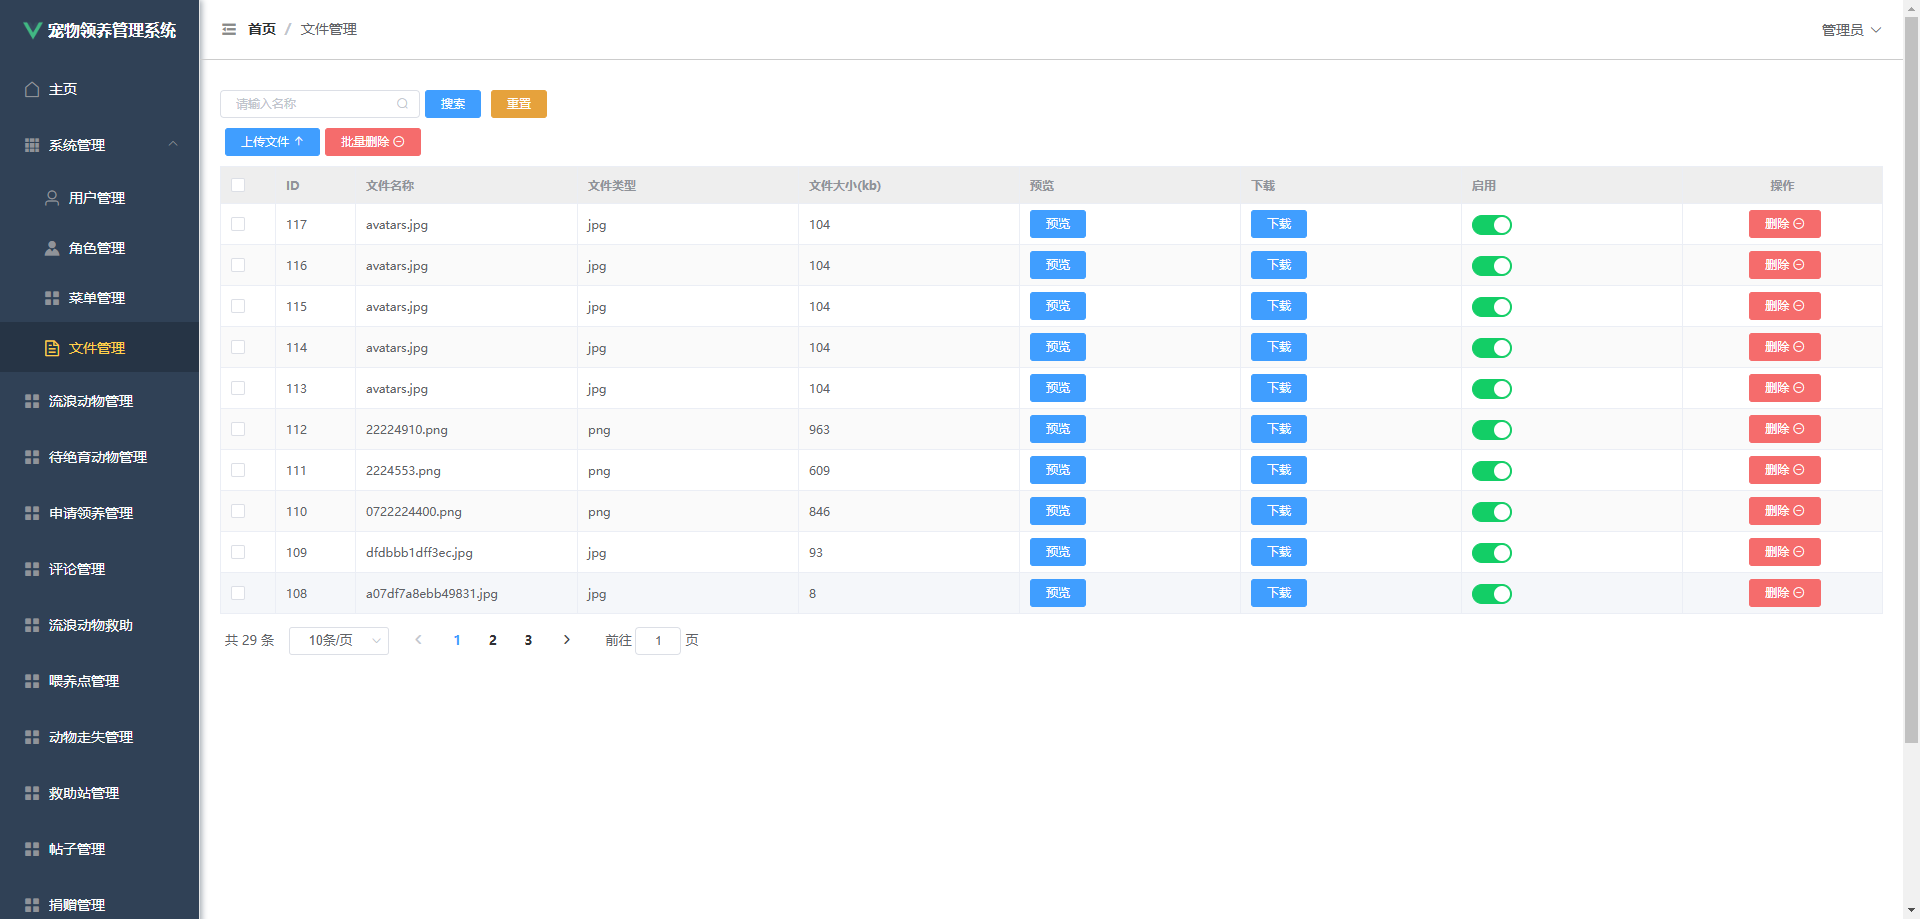 宠物领养管理系统
首页 / 文件管理
管理员
主页
系统管理
用户管理
角色管理
菜单管理
文件管理
流浪动物管理
待绝育动物管理
申请领养管理
评论管理
流浪动物救助
喂养点管理
动物走失管理
救助站管理
帖子管理
捐赠管理
请输入名称 搜索 重置
上传文件 批量删除
ID 文件名称 文件类型 文件大小(kb) 预览 下载 启用 操作
117 avatars.jpg jpg 104 预览 下载 删除
116 avatars.jpg jpg 104 预览 下载 删除
115 avatars.jpg jpg 104 预览 下载 删除
114 avatars.jpg jpg 104 预览 下载 删除
113 avatars.jpg jpg 104 预览 下载 删除
112 22224910.png png 963 预览 下载 删除
111 2224553.png png 609 预览 下载 删除
110 0722224400.png png 846 预览 下载 删除
109 dfdbbb1dff3ec.jpg jpg 93 预览 下载 删除
108 a07df7a8ebb49831.jpg jpg 8 预览 下载 删除
共 29 条 10条/页 1 2 3 前往 1 页